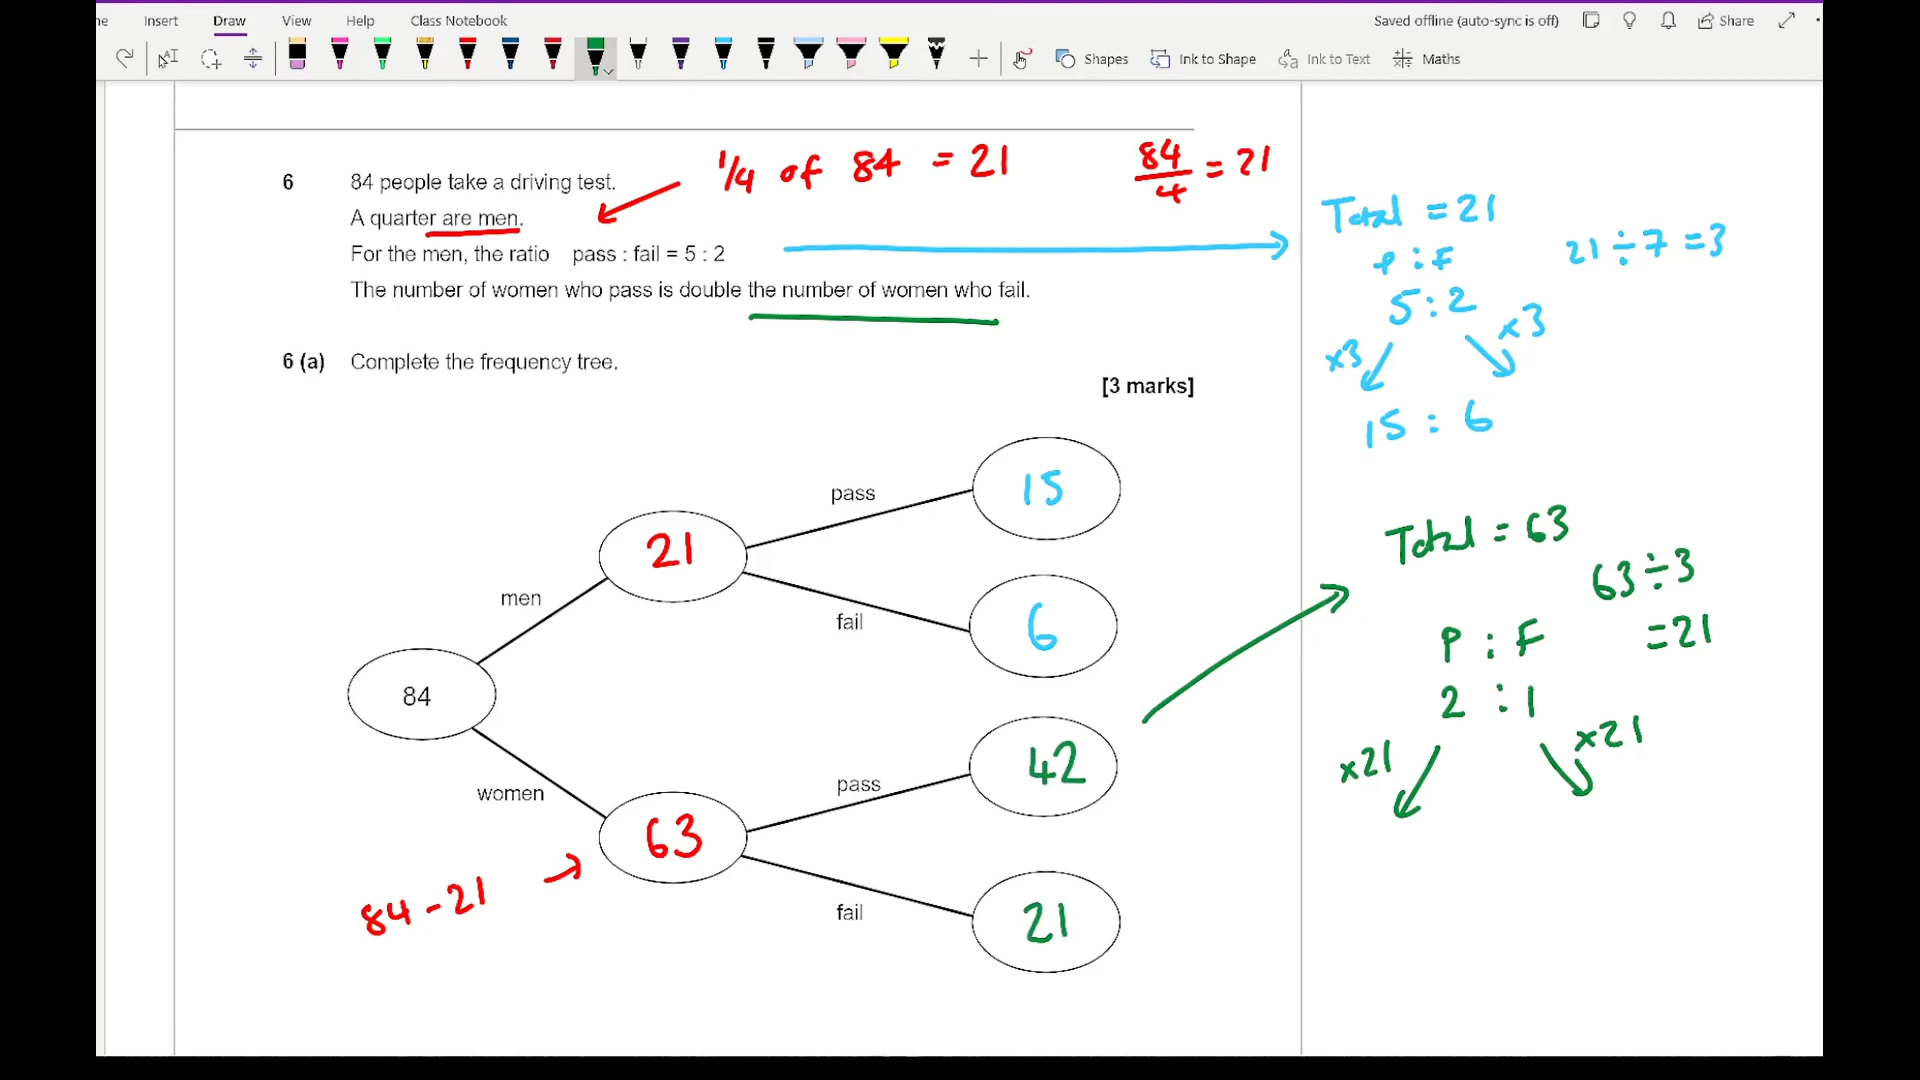 Insert Draw View Help Class Notebook Saved offline (auto-sync is off) Share
Shapes Ink to Shape Ink to Text Maths
1/4 of 84 = 21
84/4 = 21
6 84 people take a driving test.
A quarter are men.
For the men, the ratio pass : fail = 5 : 2
The number of women who pass is double the number of women who fail.
6 (a) Complete the frequency tree.
[3 marks]
pass
15
21
men
fail
6
84
women
pass
42
63
84 - 21
fail
21
Total = 21
P : F
21 ÷ 7 = 3
5 : 2
x3
x3
15 : 6
Total = 63
63 ÷ 3
= 21
P : F
2 : 1
x21
x21